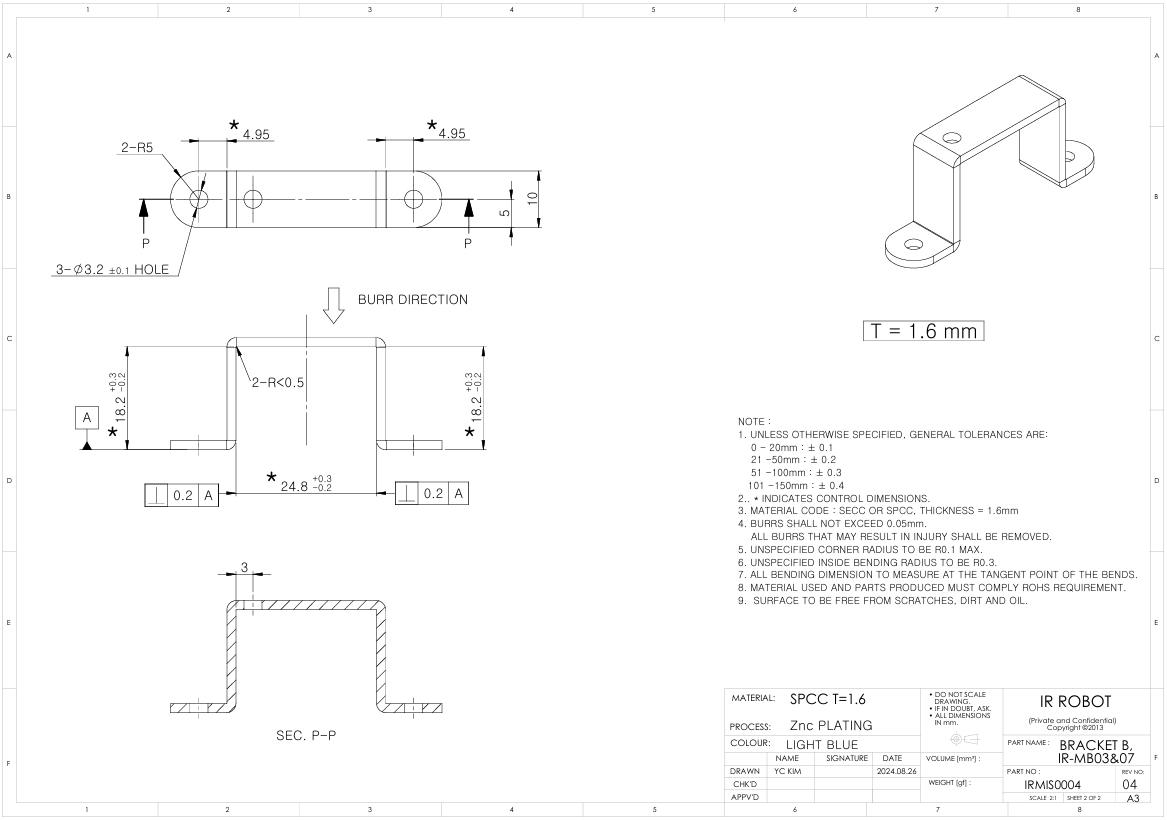 1 2 3 4 5 6 7 8
A A
* 4.95 * 4.95
2-R5
B B
10
5
P P
3-∅3.2 ±0.1 HOLE
BURR DIRECTION
C C
T = 1.6 mm
2-R<0.5
* 18.2 +0.3 -0.2
* 18.2 +0.3 -0.2
A
* 24.8 +0.3 -0.2
⊥ 0.2 A
⊥ 0.2 A
D D
NOTE :
1. UNLESS OTHERWISE SPECIFIED, GENERAL TOLERANCES ARE:
0 - 20mm : ± 0.1
21 -50mm : ± 0.2
51 -100mm : ± 0.3
101 -150mm : ± 0.4
2.. * INDICATES CONTROL DIMENSIONS.
3. MATERIAL CODE : SECC OR SPCC, THICKNESS = 1.6mm
4. BURRS SHALL NOT EXCEED 0.05mm.
ALL BURRS THAT MAY RESULT IN INJURY SHALL BE REMOVED.
5. UNSPECIFIED CORNER RADIUS TO BE R0.1 MAX.
6. UNSPECIFIED INSIDE BENDING RADIUS TO BE R0.3.
7. ALL BENDING DIMENSION TO MEASURE AT THE TANGENT POINT OF THE BENDS.
8. MATERIAL USED AND PARTS PRODUCED MUST COMPLY ROHS REQUIREMENT.
9. SURFACE TO BE FREE FROM SCRATCHES, DIRT AND OIL.
3
E E
SEC. P-P
MATERIAL: SPCC T=1.6
PROCESS: Znc PLATING
COLOUR: LIGHT BLUE
NAME SIGNATURE DATE
DRAWN YC KIM 2024.08.26
CHK'D
APPV'D
• DO NOT SCALE
DRAWING.
• IF IN DOUBT, ASK.
• ALL DIMENSIONS
IN mm.
VOLUME [mm³] :
WEIGHT [gf] :
IR ROBOT
(Private and Confidential)
Copyright ©2013
PART NAME : BRACKET B,
IR-MB03&07
PART NO : REV NO:
IRMIS0004 04
SCALE 2:1 SHEET 2 OF 2 A3
F F
1 2 3 4 5 6 7 8